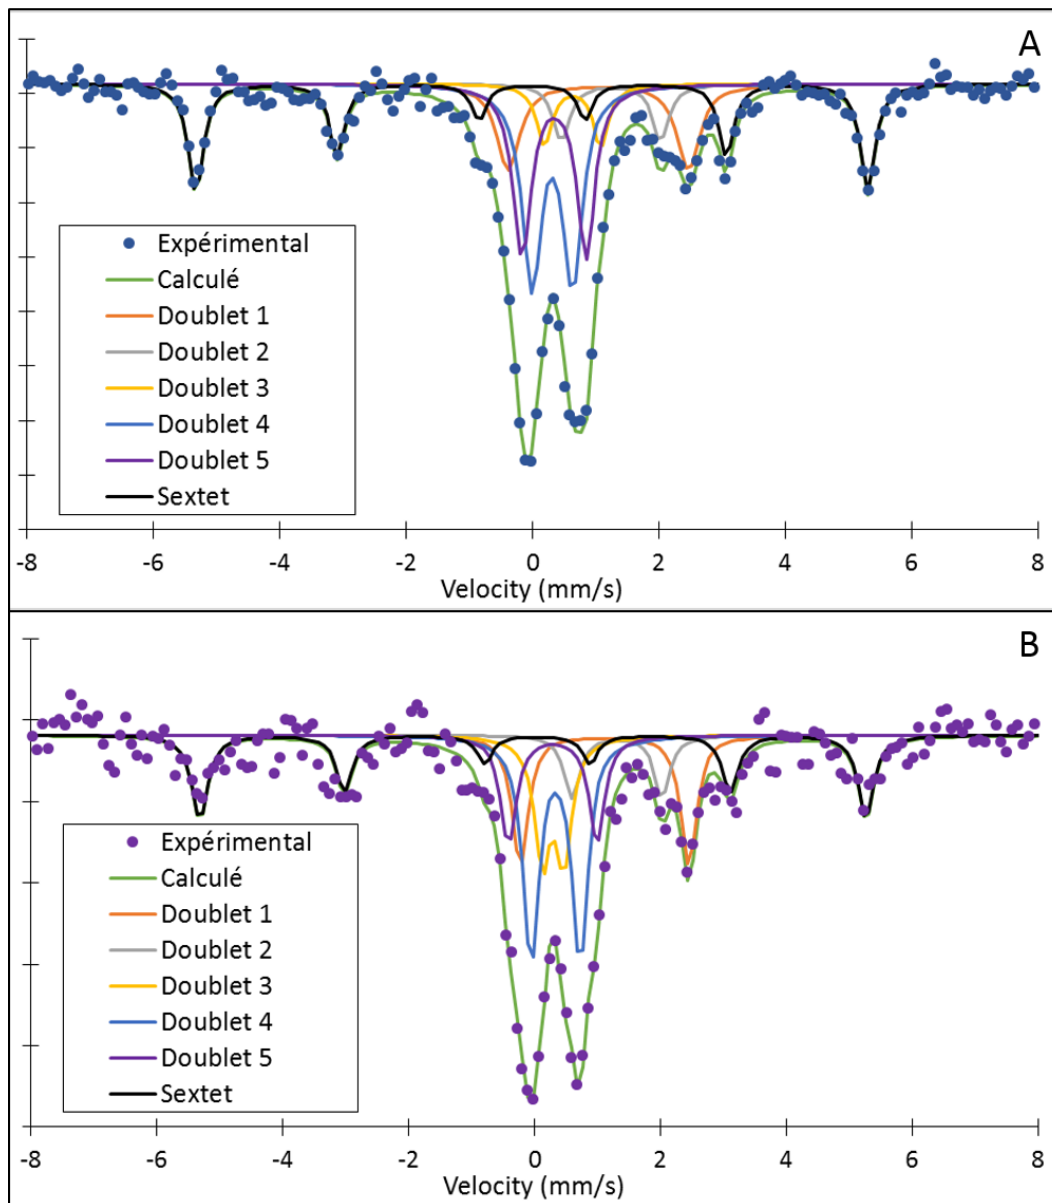 A
Expérimental
Calculé
Doublet 1
Doublet 2
Doublet 3
Doublet 4
Doublet 5
Sextet
-8 -6 -4 -2 0 2 4 6 8
Velocity (mm/s)
B
Expérimental
Calculé
Doublet 1
Doublet 2
Doublet 3
Doublet 4
Doublet 5
Sextet
-8 -6 -4 -2 0 2 4 6 8
Velocity (mm/s)